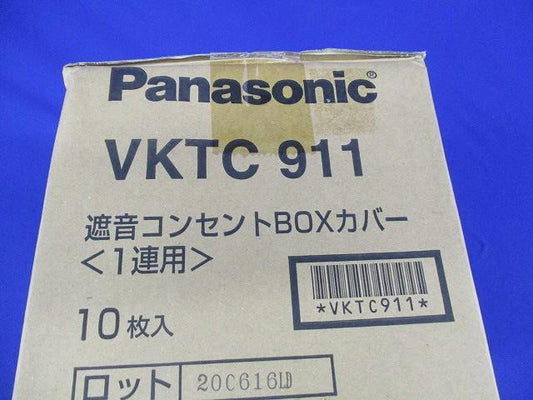 Panasonic®
VKTC 911
遮音コンセントBOXカバー
＜1連用＞
*VKTC911*
10枚入
ロット 20C616LD